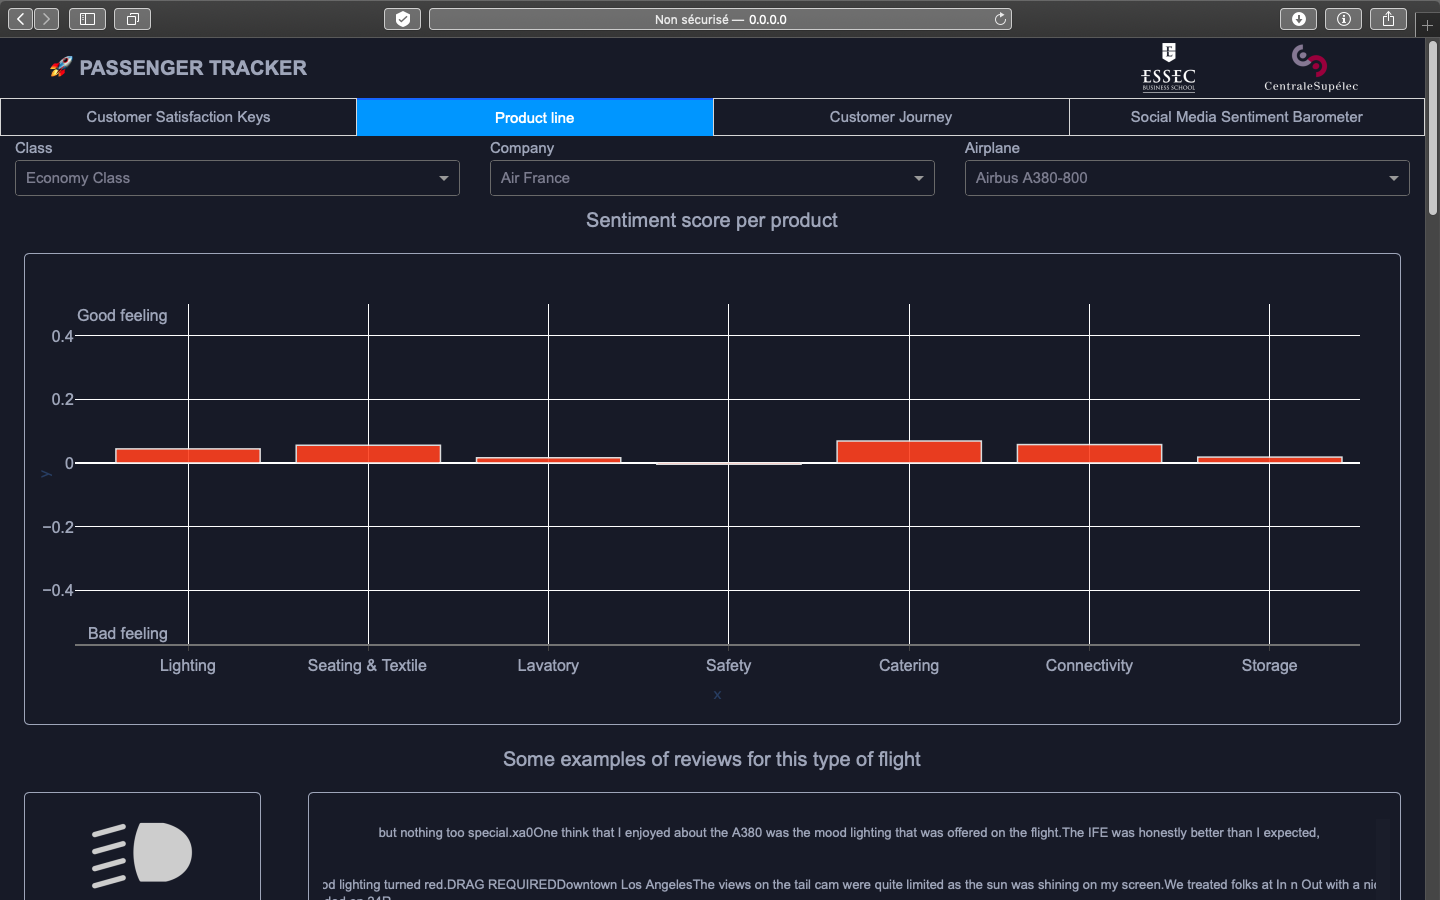 Non sécurisé — 0.0.0.0
🚀 PASSENGER TRACKER
E
ESSEC
BUSINESS SCHOOL
CentraleSupélec
Customer Satisfaction Keys
Product line
Customer Journey
Social Media Sentiment Barometer
Class
Company
Airplane
Economy Class
Air France
Airbus A380-800
Sentiment score per product
Good feeling
0.4
0.2
0
−0.2
−0.4
Bad feeling
y
Lighting
Seating & Textile
Lavatory
Safety
Catering
Connectivity
Storage
x
Some examples of reviews for this type of flight
but nothing too special.xa0One think that I enjoyed about the A380 was the mood lighting that was offered on the flight.The IFE was honestly better than I expected,
od lighting turned red.DRAG REQUIREDDowntown Los AngelesThe views on the tail cam were quite limited as the sun was shining on my screen.We treated folks at In n Out with a nic